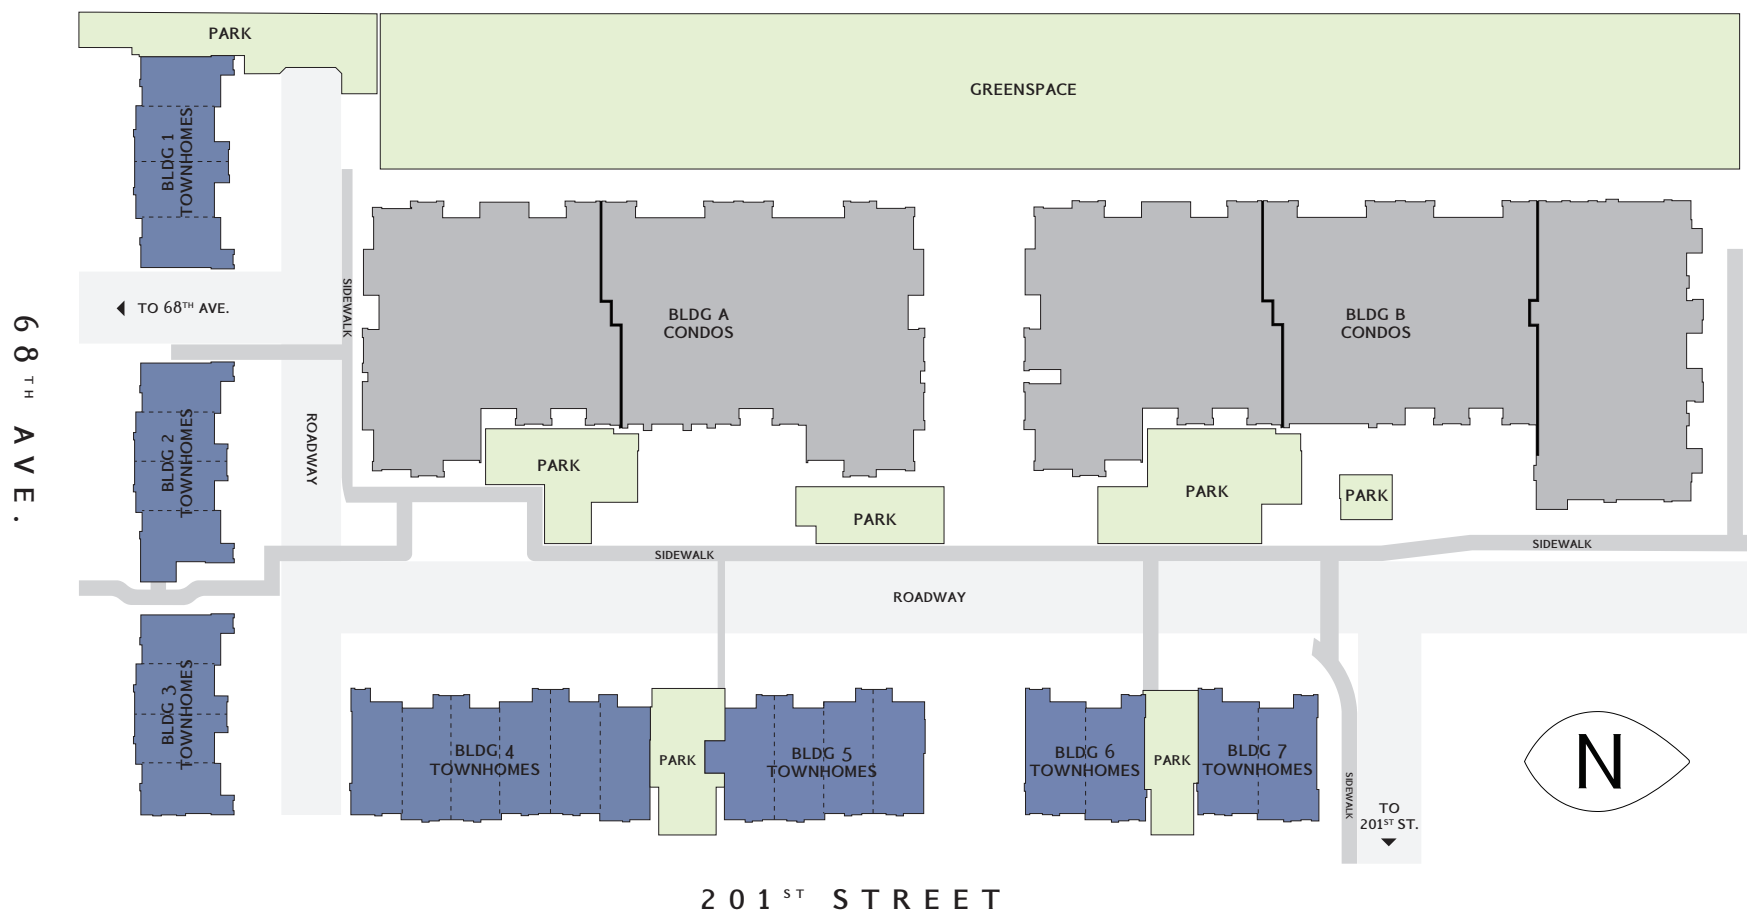 PARK
GREENSPACE
BLDG 1
TOWNHOMES
SIDEWALK
TO 68TH AVE.
BLDG A
CONDOS
BLDG B
CONDOS
68TH AVE.
BLDG 2
TOWNHOMES
ROADWAY
PARK
PARK
PARK
PARK
SIDEWALK
SIDEWALK
ROADWAY
BLDG 3
TOWNHOMES
BLDG 4
TOWNHOMES
PARK
BLDG 5
TOWNHOMES
BLDG 6
TOWNHOMES
PARK
BLDG 7
TOWNHOMES
SIDEWALK
TO
201ST ST.
N
201ST STREET